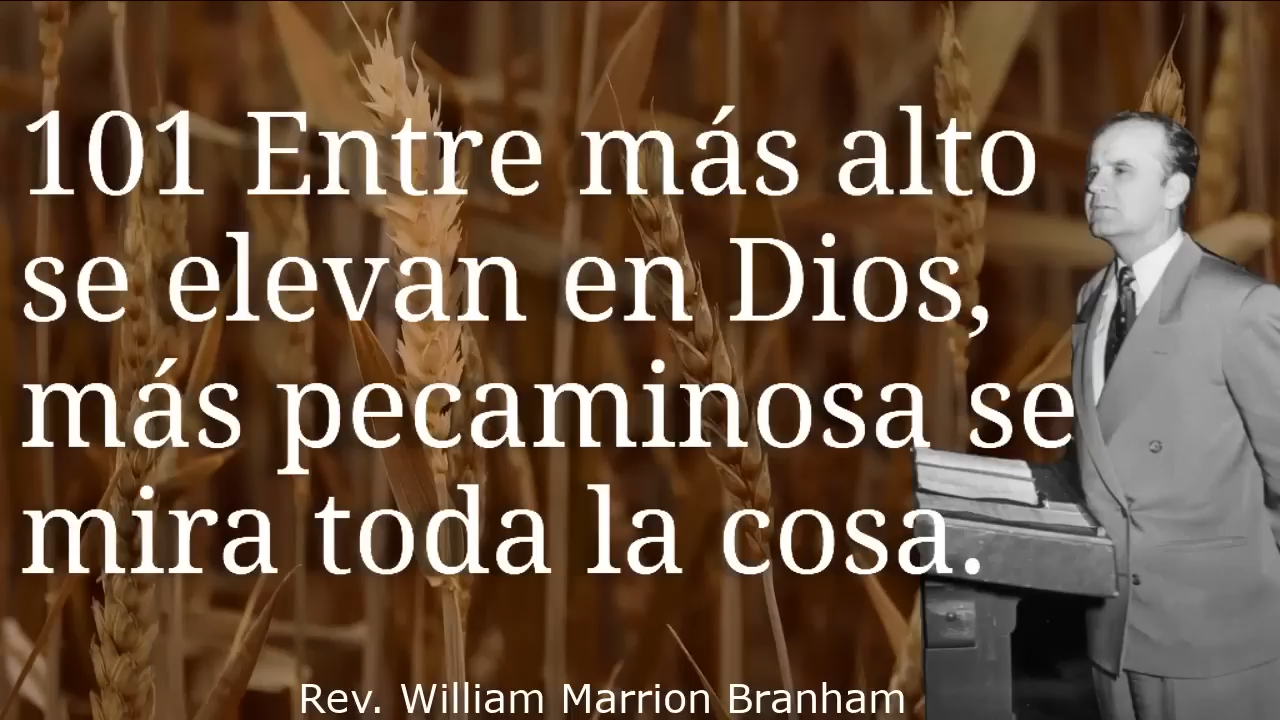 101 Entre más alto
se elevan en Dios,
más pecaminosa se
mira toda la cosa.
Rev. William Marrion Branham